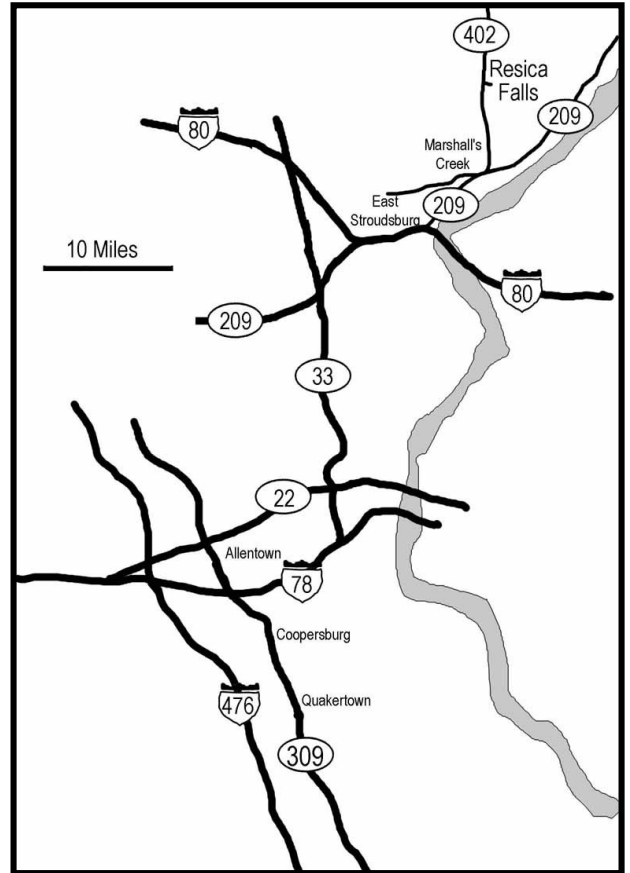 402
Resica
Falls
209
80
Marshall's
Creek
East
Stroudsburg
209
10 Miles
80
209
33
22
Allentown
78
Coopersburg
Quakertown
476
309